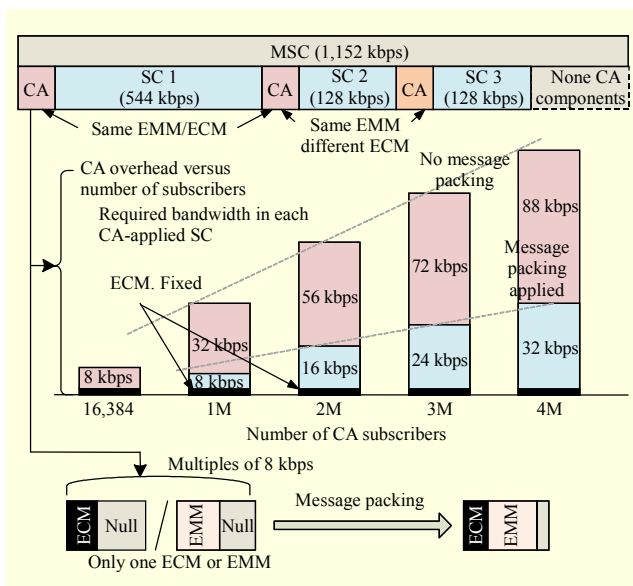 MSC (1,152 kbps)
CA
SC 1
(544 kbps)
CA
SC 2
(128 kbps)
CA
SC 3
(128 kbps)
None CA
components
Same EMM/ECM
Same EMM
different ECM
CA overhead versus
number of subscribers
Required bandwidth in each
CA-applied SC
No message
packing
88 kbps
72 kbps
Message
packing
applied
ECM. Fixed
56 kbps
32 kbps
32 kbps
24 kbps
16 kbps
8 kbps
8 kbps
16,384
1M
2M
3M
4M
Number of CA subscribers
Multiples of 8 kbps
ECM
Null
EMM
Null
Message packing
ECM
EMM
Only one ECM or EMM